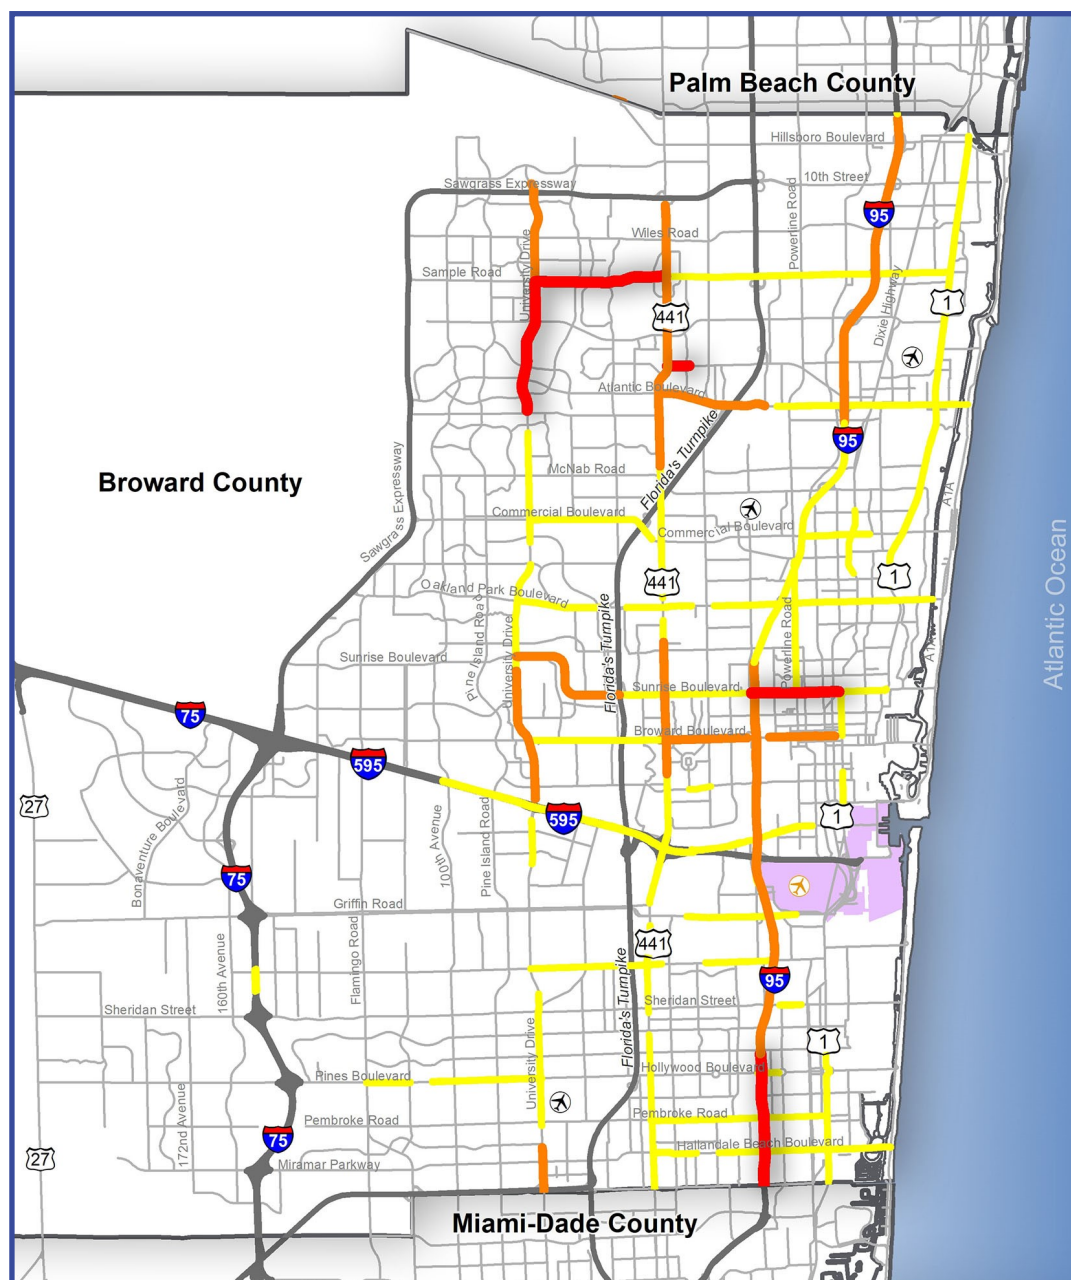 Palm Beach County
Hillsboro Boulevard
10th Street
Sawgrass Expressway
Powerline Road
95
Wiles Road
University Drive
Sample Road
Dixie Highway
1
441
Atlantic Boulevard
Florida's Turnpike
95
McNab Road
Broward County
Sawgrass Expressway
A1A
Commercial Boulevard
Commercial Boulevard
Atlantic Ocean
441
1
Oakland Park Boulevard
Pine Island Road
University Drive
Florida's Turnpike
Powerline Road
A1A
Sunrise Boulevard
Sunrise Boulevard
75
Broward Boulevard
595
27
Bonaventure Boulevard
100th Avenue
Pine Island Road
595
1
75
Griffin Road
441
160th Avenue
Flamingo Road
Florida's Turnpike
95
Sheridan Street
Sheridan Street
University Drive
1
Hollywood Boulevard
Pines Boulevard
172nd Avenue
Pembroke Road
Pembroke Road
75
Hallandale Beach Boulevard
27
Miramar Parkway
Miami-Dade County